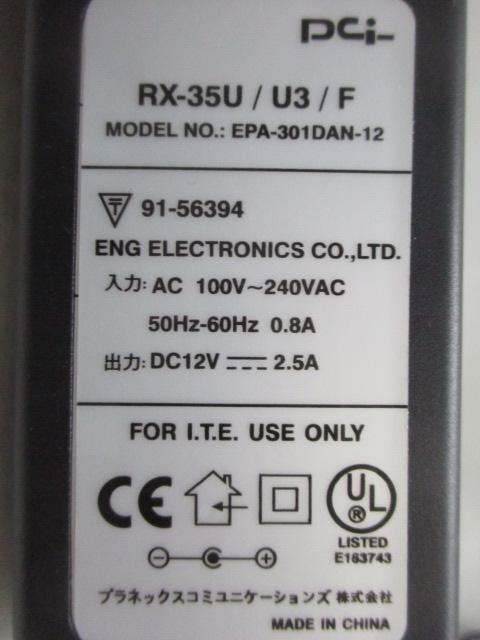 PCi
RX-35U / U3 / F
MODEL NO.: EPA-301DAN-12
91-56394
ENG ELECTRONICS CO.,LTD.
入力: AC 100V~240VAC
50Hz-60Hz 0.8A
出力: DC12V ⎓ 2.5A
FOR I.T.E. USE ONLY
CE UL ®
LISTED
E163743
プラネックスコミュニケーションズ 株式会社
MADE IN CHINA